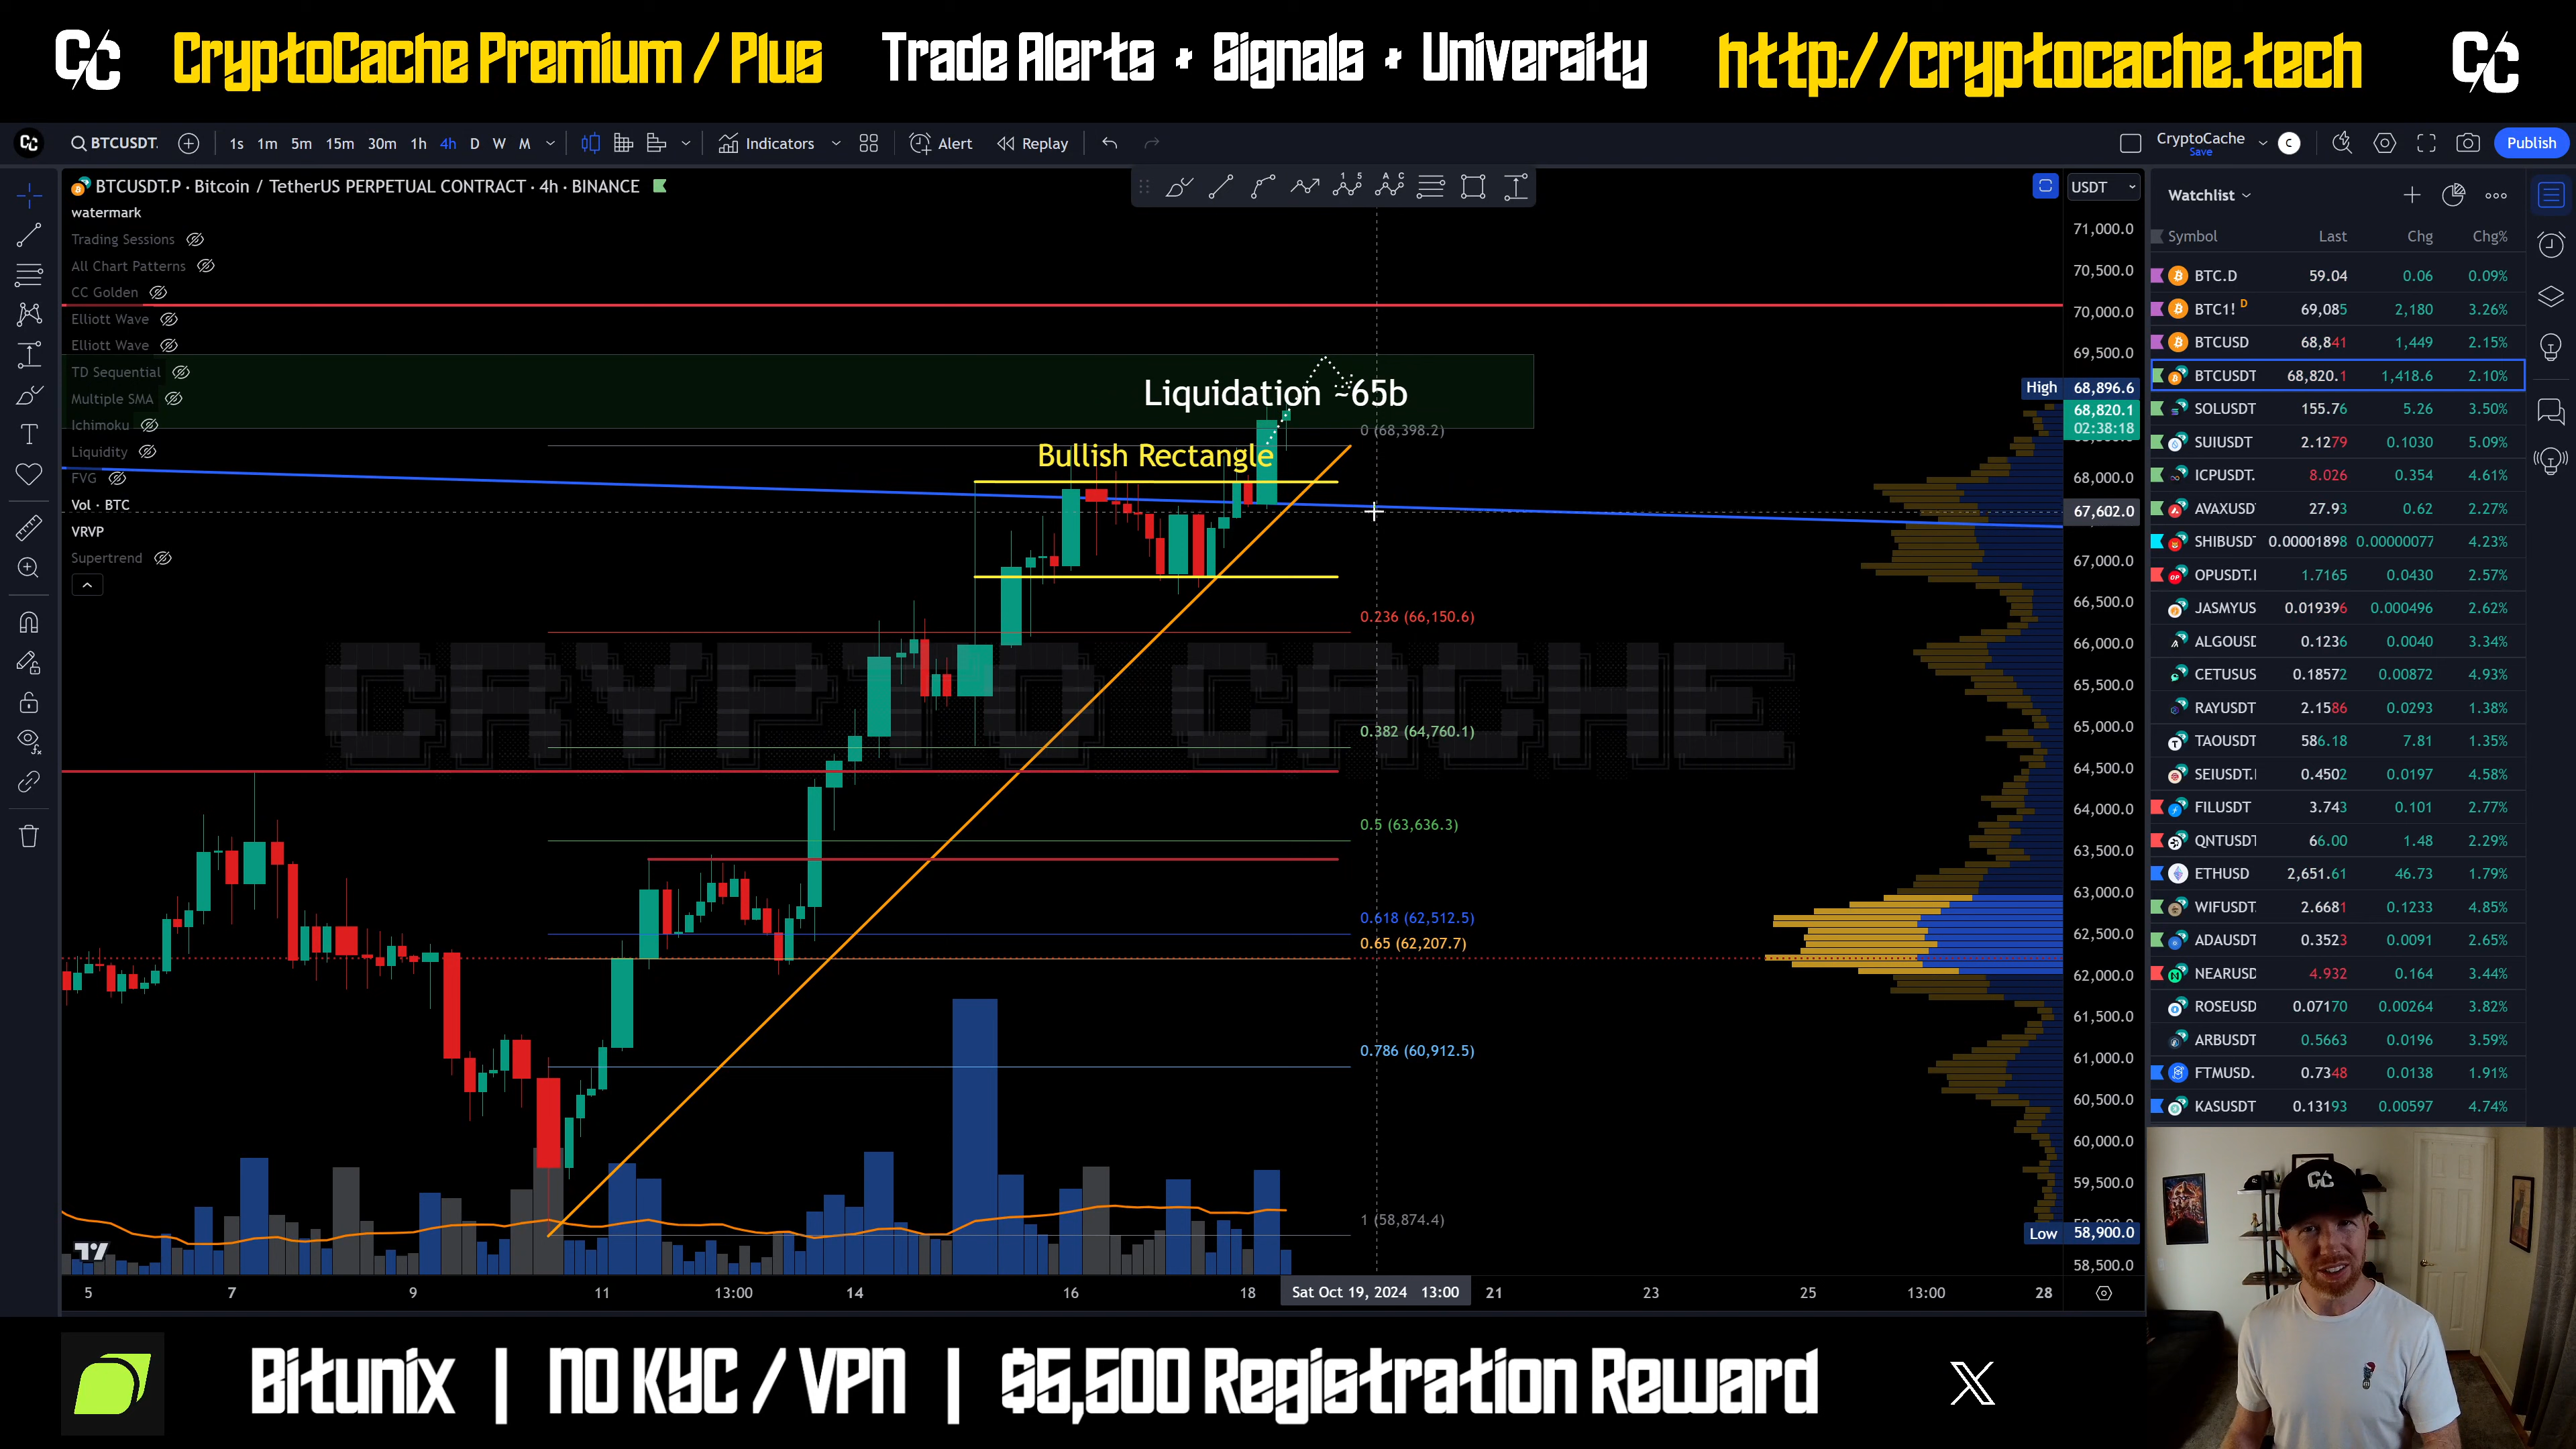 CC CryptoCache Premium / Plus Trade Alerts + Signals + University http://cryptocache.tech CC
CC BTCUSDT. 1s 1m 5m 15m 30m 1h 4h D W M Indicators Alert Replay CryptoCache Save C Publish
BTCUSDT.P · Bitcoin / TetherUS PERPETUAL CONTRACT · 4h · BINANCE
watermark
Trading Sessions
All Chart Patterns
CC Golden
Elliott Wave
Elliott Wave
TD Sequential
Multiple SMA
Ichimoku
Liquidity
FVG
Vol · BTC
VRVP
Supertrend
Liquidation ~65b
Bullish Rectangle
0 (68,398.2)
0.236 (66,150.6)
0.382 (64,760.1)
0.5 (63,636.3)
0.618 (62,512.5)
0.65 (62,207.7)
0.786 (60,912.5)
1 (58,874.4)
CRYPTO CACHE
USDT
71,000.0
70,500.0
70,000.0
69,500.0
High 68,896.6
68,820.1
02:38:18
68,000.0
67,602.0
67,000.0
66,500.0
66,000.0
65,500.0
65,000.0
64,500.0
64,000.0
63,500.0
63,000.0
62,500.0
62,000.0
61,500.0
61,000.0
60,500.0
60,000.0
59,500.0
Low 58,900.0
58,500.0
5 7 9 11 13:00 14 16 18 Sat Oct 19, 2024 13:00 21 23 25 13:00 28
Watchlist
Symbol Last Chg Chg%
BTC.D 59.04 0.06 0.09%
BTC1! D 69,085 2,180 3.26%
BTCUSD 68,841 1,449 2.15%
BTCUSDT 68,820.1 1,418.6 2.10%
SOLUSDT 155.76 5.26 3.50%
SUIUSDT 2.1279 0.1030 5.09%
ICPUSDT. 8.026 0.354 4.61%
AVAXUSD 27.93 0.62 2.27%
SHIBUSDT 0.00001898 0.00000077 4.23%
OPUSDT.I 1.7165 0.0430 2.57%
JASMYUS 0.019396 0.000496 2.62%
ALGOUSD 0.1236 0.0040 3.34%
CETUSUS 0.18572 0.00872 4.93%
RAYUSDT 2.1586 0.0293 1.38%
TAOUSDT 586.18 7.81 1.35%
SEIUSDT.I 0.4502 0.0197 4.58%
FILUSDT 3.743 0.101 2.77%
QNTUSDT 66.00 1.48 2.29%
ETHUSD 2,651.61 46.73 1.79%
WIFUSDT. 2.6681 0.1233 4.85%
ADAUSDT 0.3523 0.0091 2.65%
NEARUSD 4.932 0.164 3.44%
ROSEUSD 0.07170 0.00264 3.82%
ARBUSDT 0.5663 0.0196 3.59%
FTMUSD. 0.7348 0.0138 1.91%
KASUSDT 0.13193 0.00597 4.74%
CC
Bitunix | NO KYC / VPN | $5,500 Registration Reward X